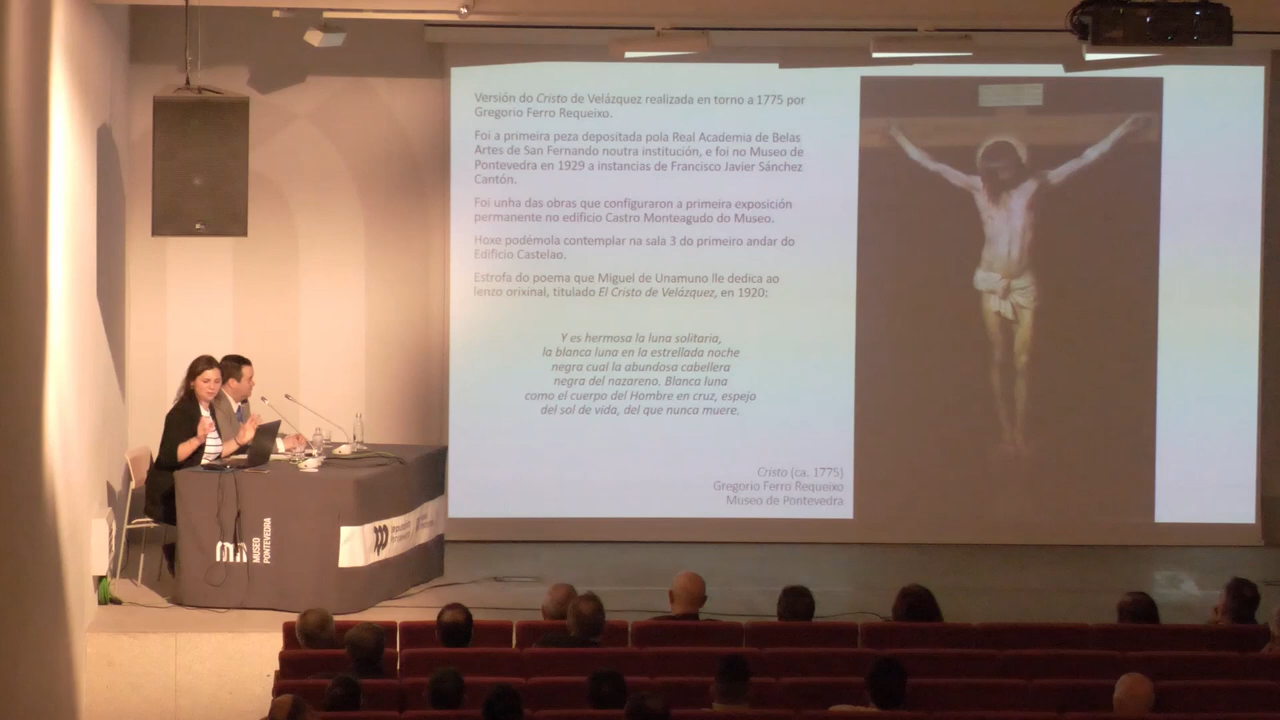 Versión do Cristo de Velázquez realizada en torno a 1775 por
Gregorio Ferro Requeixo.
Foi a primeira peza depositada pola Real Academia de Belas
Artes de San Fernando noutra institución, e foi no Museo de
Pontevedra en 1929 a instancias de Francisco Javier Sánchez
Cantón.
Foi unha das obras que configuraron a primeira exposición
permanente no edificio Castro Monteagudo do Museo.
Hoxe podémola contemplar na sala 3 do primeiro andar do
Edificio Castelao.
Estrofa do poema que Miguel de Unamuno lle dedica ao
lenzo orixinal, titulado El Cristo de Velázquez, en 1920:
Y es hermosa la luna solitaria,
la blanca luna en la estrellada noche
negra cual la abundosa cabellera
negra del nazareno. Blanca luna
como el cuerpo del Hombre en cruz, espejo
del sol de vida, del que nunca muere.
Cristo (ca. 1775)
Gregorio Ferro Requeixo
Museo de Pontevedra
MUSEO
PONTEVEDRA